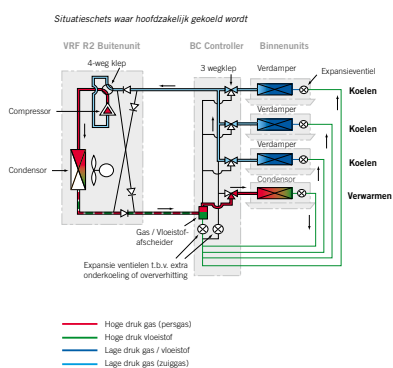 Situatieschets waar hoofdzakelijk gekoeld wordt
VRF R2 Buitenunit
BC Controller
Binnenunits
4-weg klep
3 wegklep
Verdamper
Expansieventiel
Koelen
Compressor
Verdamper
Koelen
Verdamper
Koelen
Condensor
Condensor
Verwarmen
Gas / Vloeistof-
afscheider
Expansie ventielen t.b.v. extra
onderkoeling of oververhitting
Hoge druk gas (persgas)
Hoge druk vloeistof
Lage druk gas / vloeistof
Lage druk gas (zuiggas)